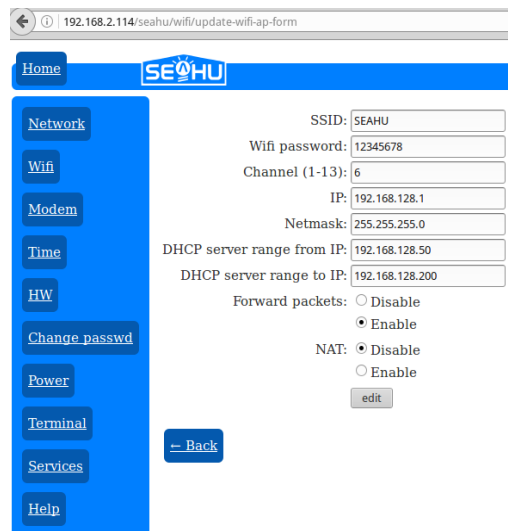 192.168.2.114/seahu/wifi/update-wifi-ap-form
Home
SEAHU
Network
Wifi
Modem
Time
HW
Change passwd
Power
Terminal
Services
Help
SSID: SEAHU
Wifi password: 12345678
Channel (1-13): 6
IP: 192.168.128.1
Netmask: 255.255.255.0
DHCP server range from IP: 192.168.128.50
DHCP server range to IP: 192.168.128.200
Forward packets: Disable
Enable
NAT: Disable
Enable
edit
← Back